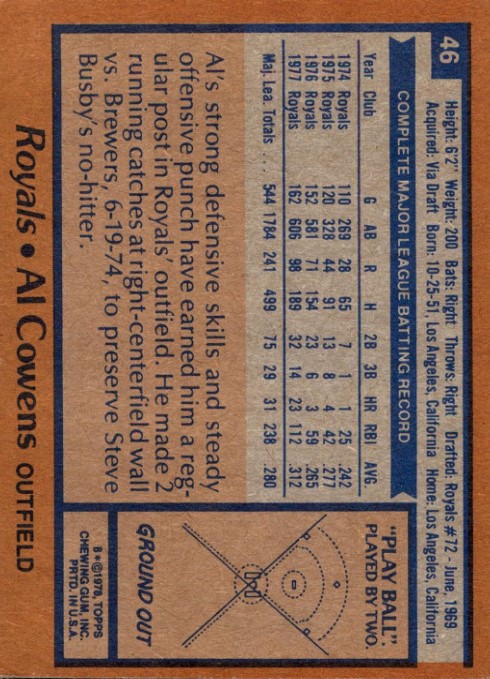 46
Height: 6'2" Weight: 200 Bats: Right Throws: Right Drafted: Royals #72 - June, 1969
Acquired: Via Draft Born: 10-25-51, Los Angeles, California Home: Los Angeles, California
COMPLETE MAJOR LEAGUE BATTING RECORD
Year Club G AB R H 2B 3B HR RBI AVG.
1974 Royals 110 269 28 65 7 1 1 25 .242
1975 Royals 120 328 44 91 13 8 4 42 .277
1976 Royals 152 581 71 154 23 6 3 59 .265
1977 Royals 162 606 98 189 32 14 23 112 .312
Maj. Lea. Totals ... 544 1784 241 499 75 29 31 238 .280
Al's strong defensive skills and steady
offensive punch have earned him a reg-
ular post in Royals' outfield. He made 2
running catches at right-centerfield wall
vs. Brewers, 6-19-74, to preserve Steve
Busby's no-hitter.
"PLAY BALL".
PLAYED BY TWO.
GROUND OUT
B*©1978, TOPPS
CHEWING GUM, INC.
PRTD. IN U.S.A.
Royals • Al Cowens OUTFIELD